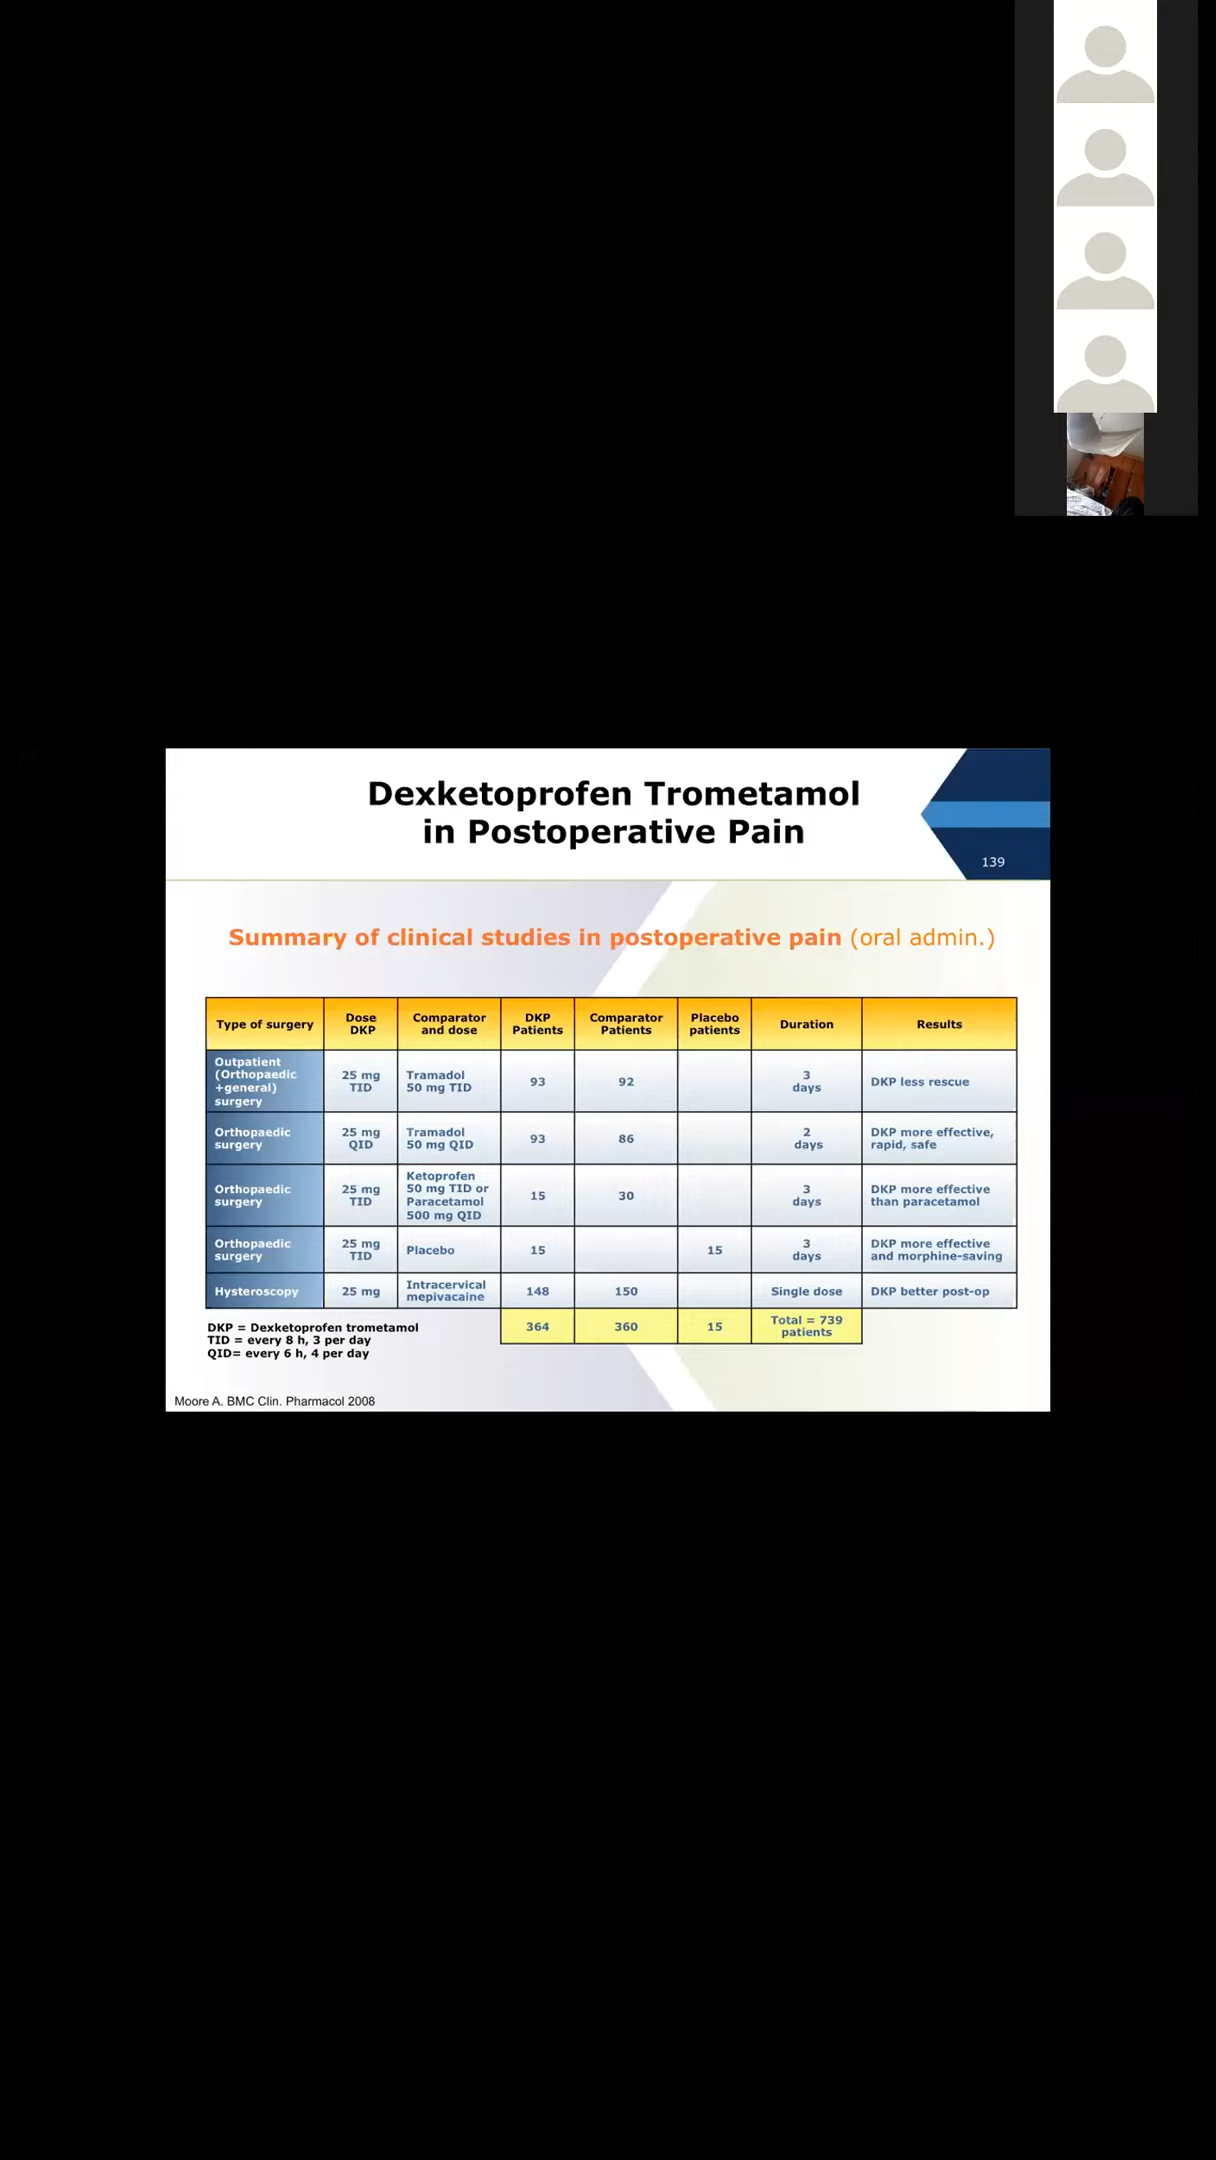 Dexketoprofen Trometamol
in Postoperative Pain
139
Summary of clinical studies in postoperative pain (oral admin.)
Type of surgery
Dose
DKP
Comparator
and dose
DKP
Patients
Comparator
Patients
Placebo
patients
Duration
Results
Outpatient
(Orthopaedic
+general)
surgery
25 mg
TID
Tramadol
50 mg TID
93
92
3
days
DKP less rescue
Orthopaedic
surgery
25 mg
QID
Tramadol
50 mg QID
93
86
2
days
DKP more effective,
rapid, safe
Orthopaedic
surgery
25 mg
TID
Ketoprofen
50 mg TID or
Paracetamol
500 mg QID
15
30
3
days
DKP more effective
than paracetamol
Orthopaedic
surgery
25 mg
TID
Placebo
15
15
3
days
DKP more effective
and morphine-saving
Hysteroscopy
25 mg
Intracervical
mepivacaine
148
150
Single dose
DKP better post-op
364
360
15
Total = 739
patients
DKP = Dexketoprofen trometamol
TID = every 8 h, 3 per day
QID= every 6 h, 4 per day
Moore A. BMC Clin. Pharmacol 2008